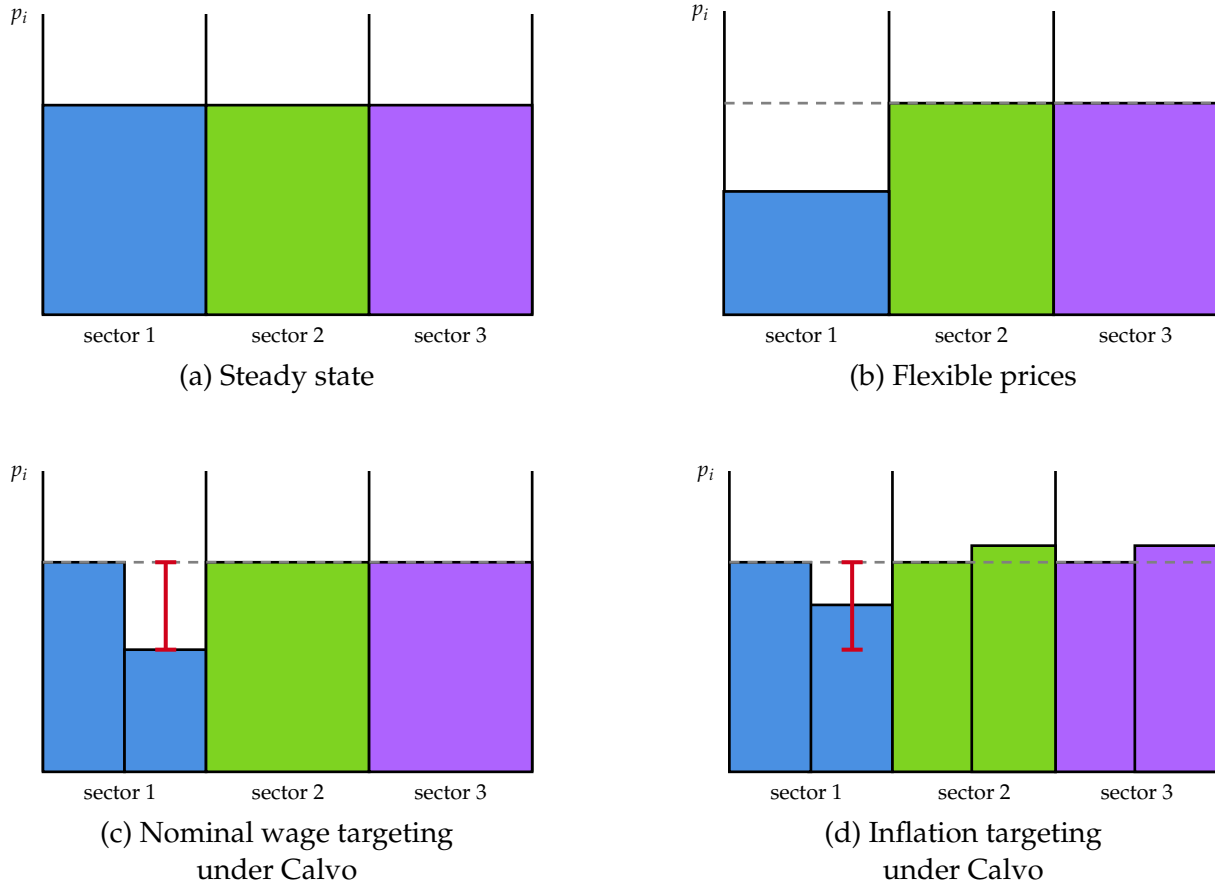 p_i
sector 1 sector 2 sector 3
(a) Steady state
p_i
sector 1 sector 2 sector 3
(b) Flexible prices
p_i
sector 1 sector 2 sector 3
(c) Nominal wage targeting
under Calvo
p_i
sector 1 sector 2 sector 3
(d) Inflation targeting
under Calvo